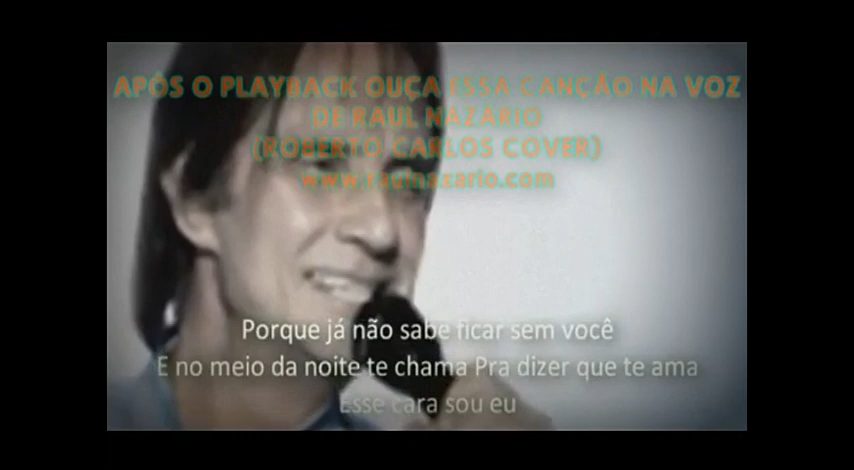 APÓS O PLAYBACK OUÇA ESSA CANÇÃO NA VOZ
DE RAUL NAZARIO
(ROBERTO CARLOS COVER)
www.raulnazario.com
Porque já não sabe ficar sem você
E no meio da noite te chama Pra dizer que te ama
Esse cara sou eu